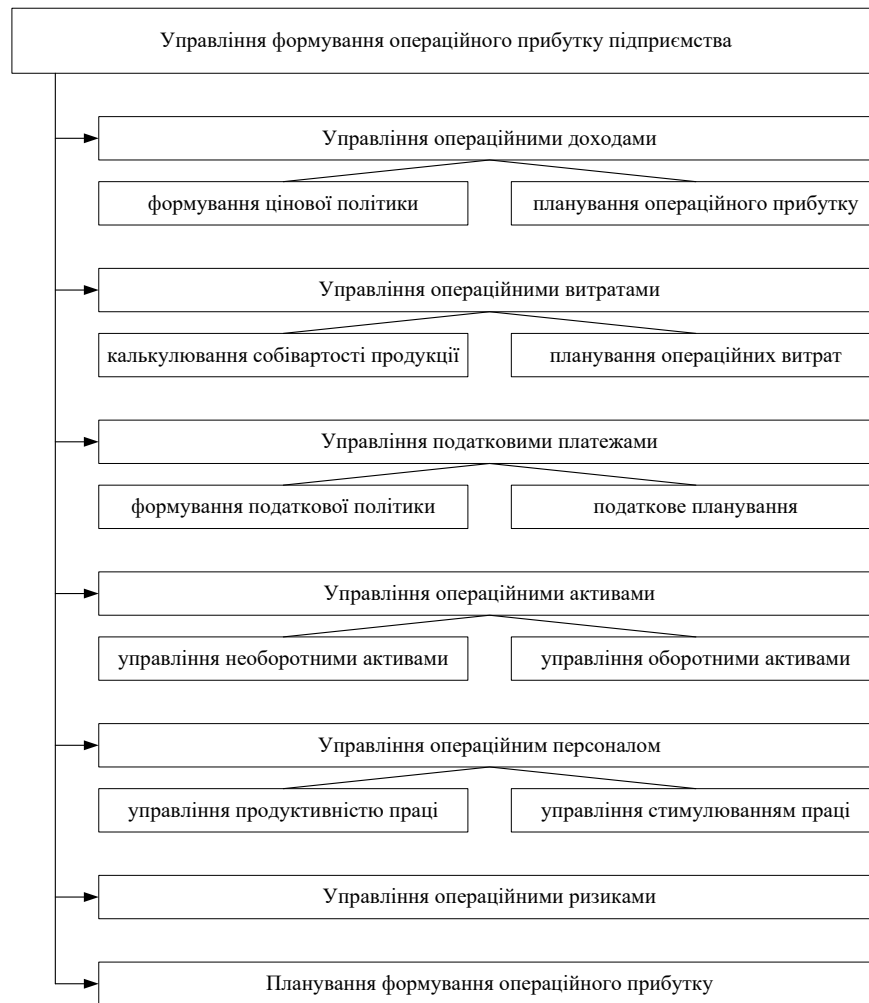 Управління формування операційного прибутку підприємства
Управління операційними доходами
формування цінової політики
планування операційного прибутку
Управління операційними витратами
калькулювання собівартості продукції
планування операційних витрат
Управління податковими платежами
формування податкової політики
податкове планування
Управління операційними активами
управління необоротними активами
управління оборотними активами
Управління операційним персоналом
управління продуктивністю праці
управління стимулюванням праці
Управління операційними ризиками
Планування формування операційного прибутку